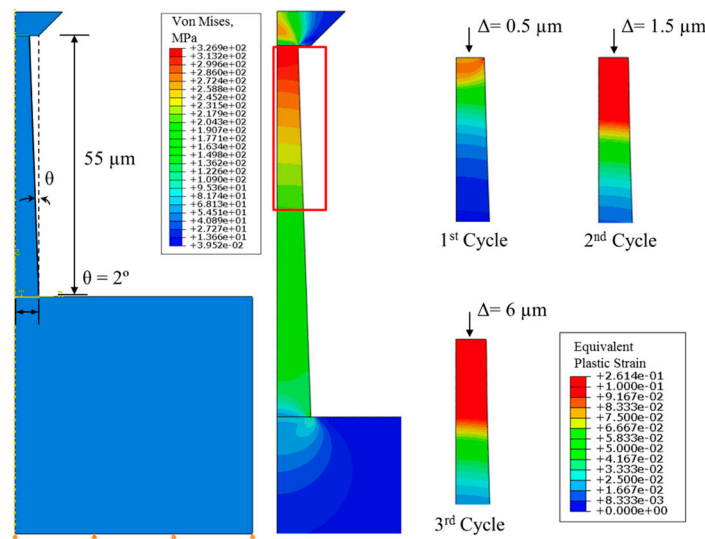 55 µm
θ
θ = 2º
Von Mises,
MPa
+3.269e+02
+3.132e+02
+2.996e+02
+2.860e+02
+2.724e+02
+2.588e+02
+2.452e+02
+2.315e+02
+2.179e+02
+2.043e+02
+1.907e+02
+1.771e+02
+1.634e+02
+1.498e+02
+1.362e+02
+1.226e+02
+1.090e+02
+9.536e+01
+8.174e+01
+6.813e+01
+5.451e+01
+4.089e+01
+2.727e+01
+1.366e+01
+3.952e-02
Δ= 0.5 µm
1st Cycle
Δ= 1.5 µm
2nd Cycle
Δ= 6 µm
3rd Cycle
Equivalent
Plastic Strain
+2.614e-01
+1.000e-01
+9.167e-02
+8.333e-02
+7.500e-02
+6.667e-02
+5.833e-02
+5.000e-02
+4.167e-02
+3.333e-02
+2.500e-02
+1.667e-02
+8.333e-03
+0.000e+00